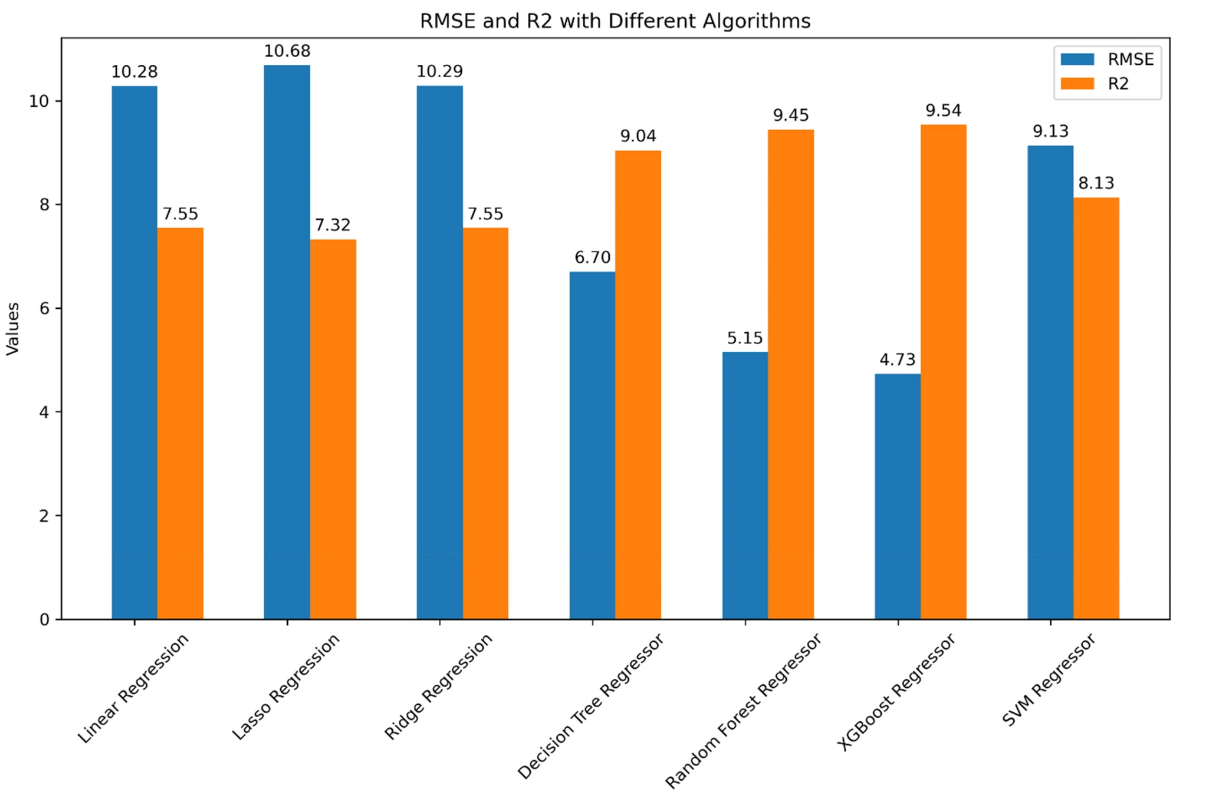 RMSE and R2 with Different Algorithms
RMSE
R2
10.28
10.68
10.29
6.70
5.15
4.73
9.13
7.55
7.32
7.55
9.04
9.45
9.54
8.13
Values
10
8
6
4
2
0
Linear Regression
Lasso Regression
Ridge Regression
Decision Tree Regressor
Random Forest Regressor
XGBoost Regressor
SVM Regressor